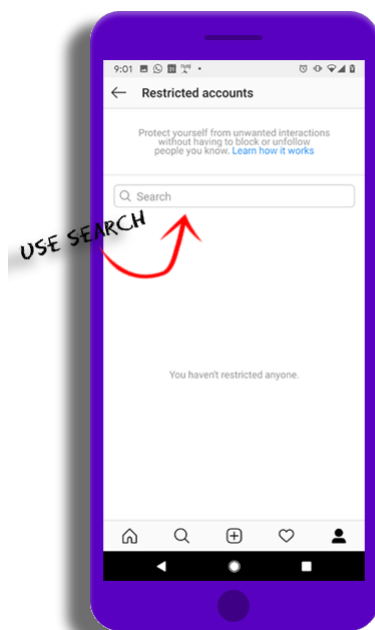 9:01
Restricted accounts
Protect yourself from unwanted interactions
without having to block or unfollow
people you know. Learn how it works
Search
USE SEARCH
You haven't restricted anyone.